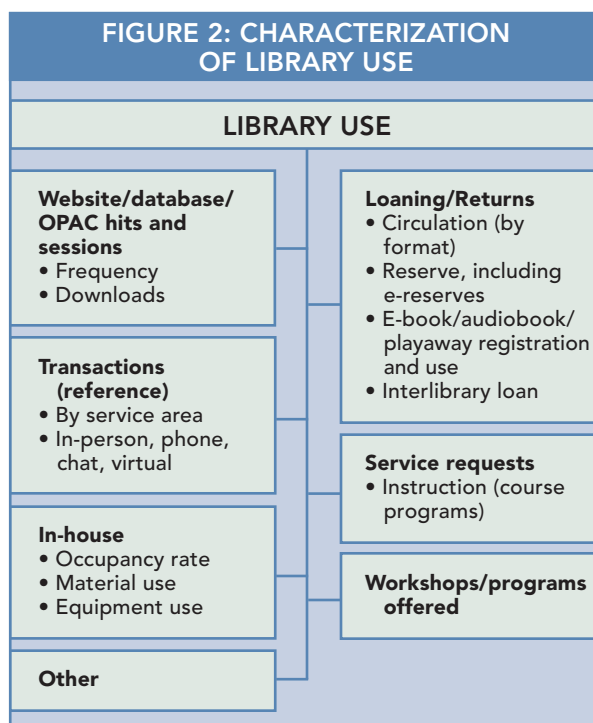 FIGURE 2: CHARACTERIZATION
OF LIBRARY USE
LIBRARY USE
Website/database/
OPAC hits and
sessions
• Frequency
• Downloads
Transactions
(reference)
• By service area
• In-person, phone,
chat, virtual
In-house
• Occupancy rate
• Material use
• Equipment use
Other
Loaning/Returns
• Circulation (by
format)
• Reserve, including
e-reserves
• E-book/audiobook/
playaway registration
and use
• Interlibrary loan
Service requests
• Instruction (course
programs)
Workshops/programs
offered